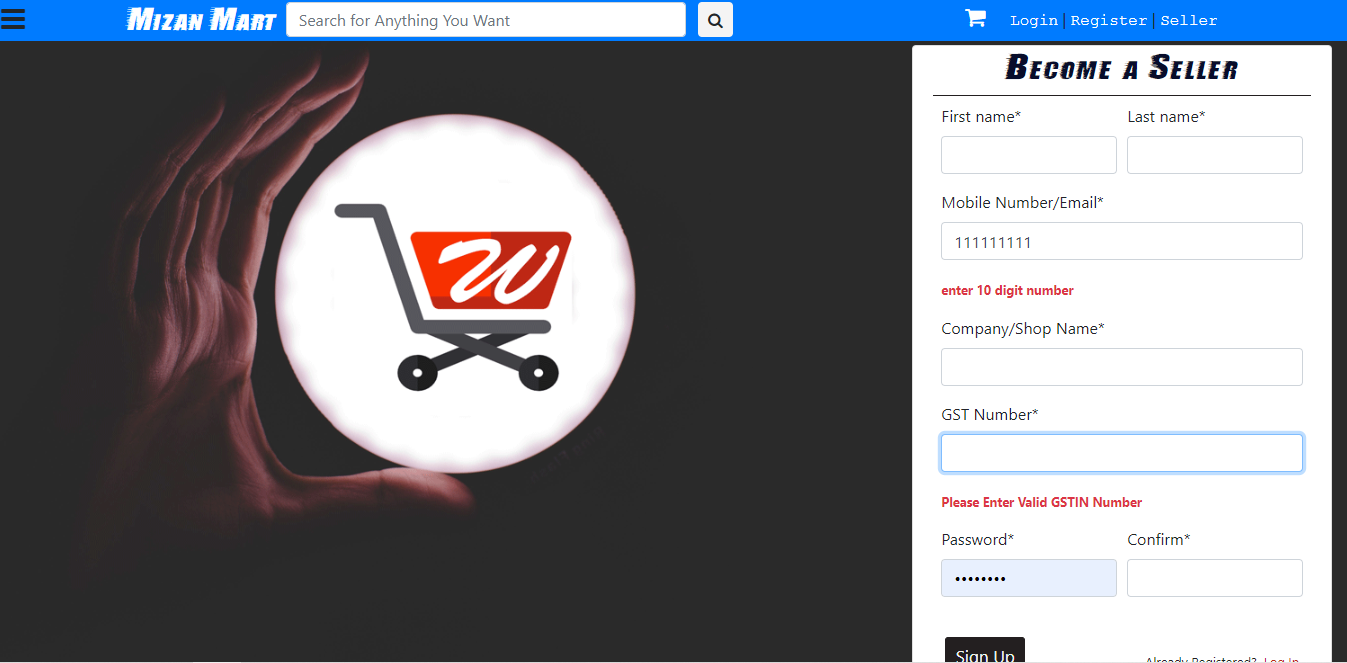 Mizan Mart
Search for Anything You Want
Login | Register | Seller
Become a Seller
First name*
Last name*
Mobile Number/Email*
111111111
enter 10 digit number
Company/Shop Name*
GST Number*
Please Enter Valid GSTIN Number
Password*
Confirm*
••••••••
Sign Up
Already Registered? Log In
W